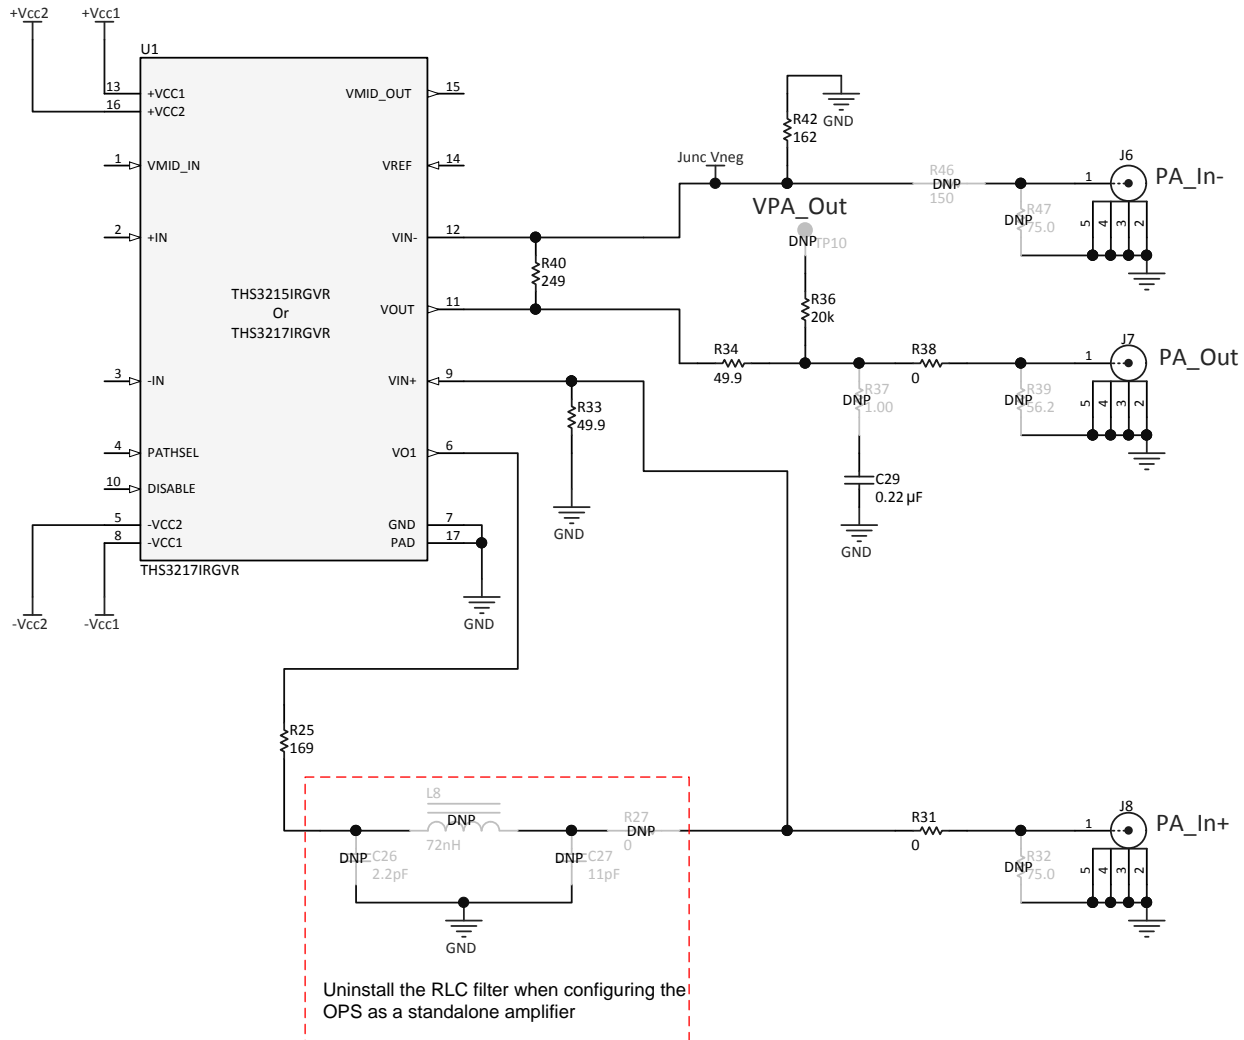 +Vcc2
+Vcc1
U1
13
+VCC1
16
+VCC2
1
VMID_IN
2
+IN
3
-IN
4
PATHSEL
10
DISABLE
5
-VCC2
8
-VCC1
VMID_OUT
15
VREF
14
VIN-
12
VOUT
11
VIN+
9
VO1
6
GND
7
PAD
17
THS3215IRGVR
Or
THS3217IRGVR
THS3217IRGVR
-Vcc2
-Vcc1
GND
R40
249
R33
49.9
GND
Junc Vneg
R42
162
GND
VPA_Out
DNP
TP10
R36
20k
R34
49.9
R37
DNP
1.00
C29
0.22 µF
GND
R38
0
R46
DNP
150
R47
DNP
75.0
J6
1
PA_In-
5
4
3
2
J7
1
PA_Out
R39
DNP
56.2
5
4
3
2
R25
169
L8
DNP
72nH
R27
DNP
0
DNP
C26
2.2pF
DNP
C27
11pF
GND
Uninstall the RLC filter when configuring the
OPS as a standalone amplifier
R31
0
J8
1
PA_In+
R32
DNP
75.0
5
4
3
2